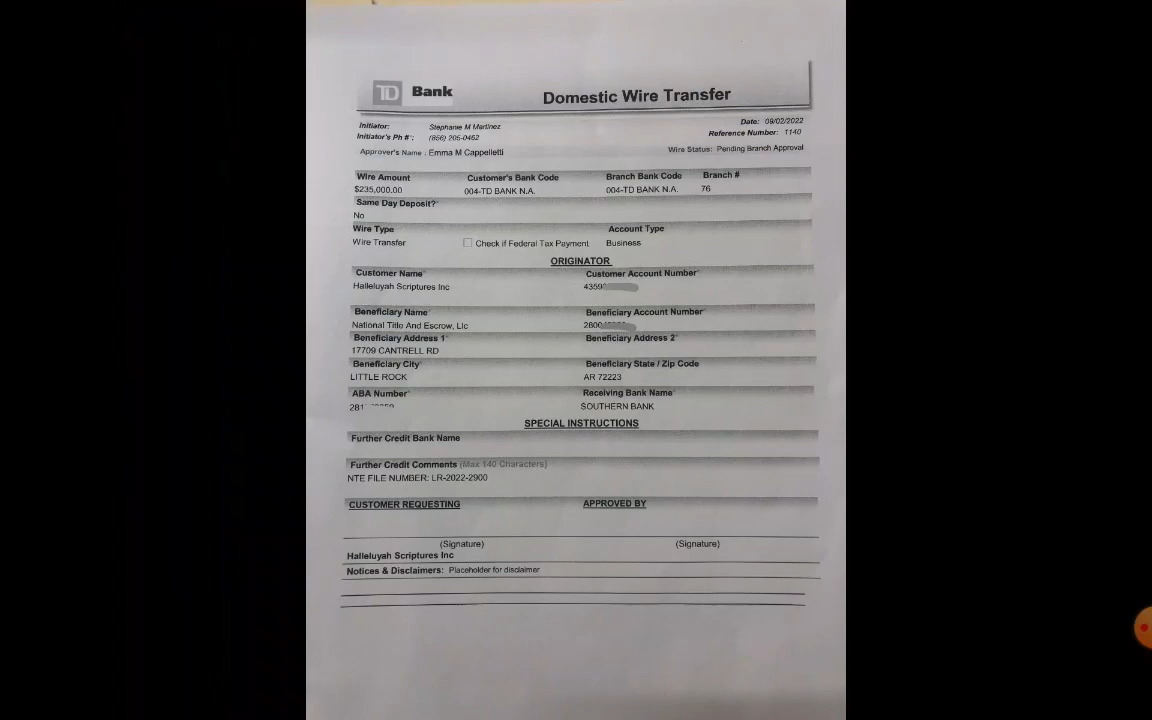 TD Bank
Domestic Wire Transfer
Date: 09/02/2022
Initiator: Stephanie M Martinez
Initiator's Ph #*: (856) 206-0462
Reference Number: 1140
Approver's Name : Emma M Cappelletti
Wire Status: Pending Branch Approval
Wire Amount Customer's Bank Code Branch Bank Code Branch #
$235,000.00 004-TD BANK N.A. 004-TD BANK N.A. 76
Same Day Deposit?*
No
Wire Type Account Type
Wire Transfer Check if Federal Tax Payment Business
ORIGINATOR
Customer Name* Customer Account Number*
Halleluyah Scriptures Inc 4359
Beneficiary Name* Beneficiary Account Number*
National Title And Escrow, Llc 2800
Beneficiary Address 1* Beneficiary Address 2*
17709 CANTRELL RD
Beneficiary City* Beneficiary State / Zip Code
LITTLE ROCK AR 72223
ABA Number* Receiving Bank Name*
281 SOUTHERN BANK
SPECIAL INSTRUCTIONS
Further Credit Bank Name
Further Credit Comments (Max 140 Characters)
NTE FILE NUMBER: LR-2022-2900
CUSTOMER REQUESTING APPROVED BY
(Signature) (Signature)
Halleluyah Scriptures Inc
Notices & Disclaimers: Placeholder for disclaimer